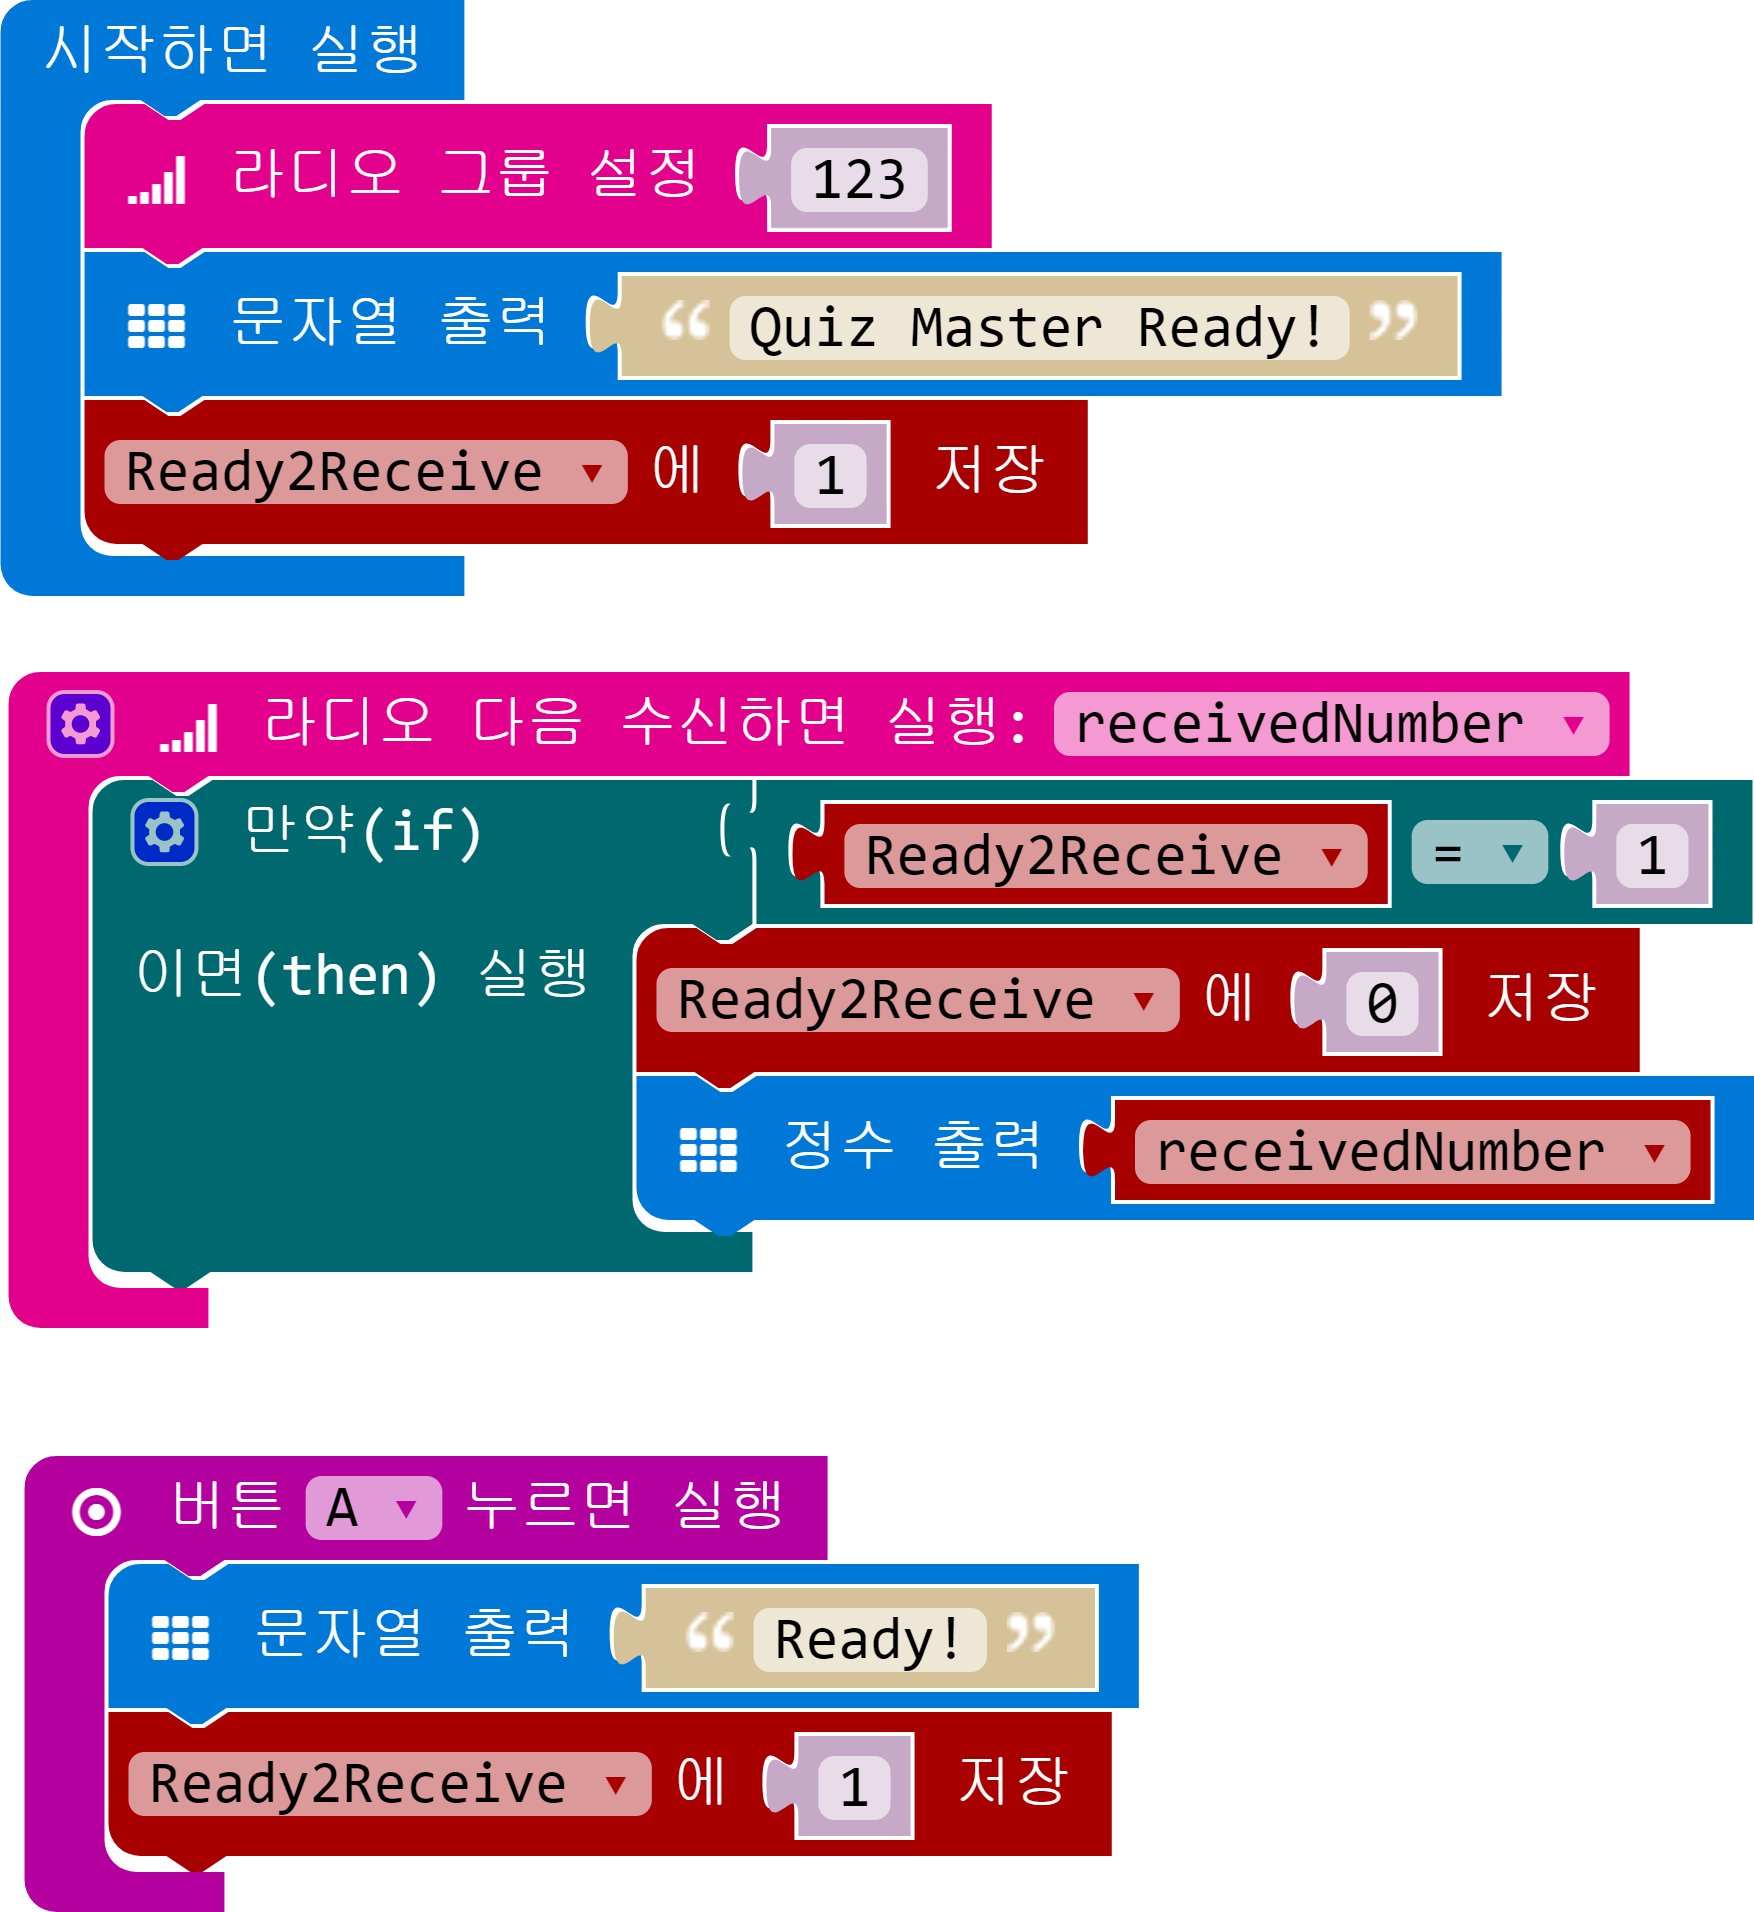 시작하면 실행
라디오 그룹 설정 123
문자열 출력 “ Quiz Master Ready! ”
Ready2Receive ▼ 에 1 저장
라디오 다음 수신하면 실행: receivedNumber ▼
만약(if) Ready2Receive ▼ = ▼ 1
이면(then) 실행 Ready2Receive ▼ 에 0 저장
정수 출력 receivedNumber ▼
버튼 A ▼ 누르면 실행
문자열 출력 “ Ready! ”
Ready2Receive ▼ 에 1 저장